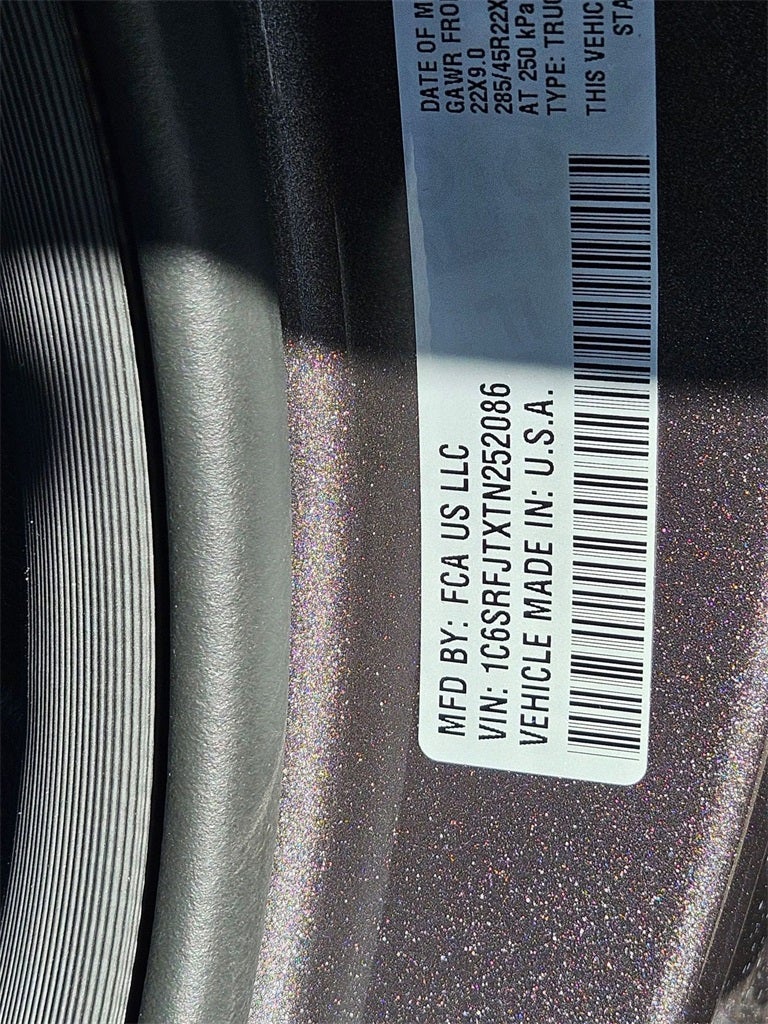 MFD BY: FCA US LLC
VIN: 1C6SRFJTXTN252086
VEHICLE MADE IN: U.S.A.
DATE OF M
GAWR FRO
22X9.0
285/45R22X
AT 250 kPa
TYPE: TRUC
THIS VEHIC
STA